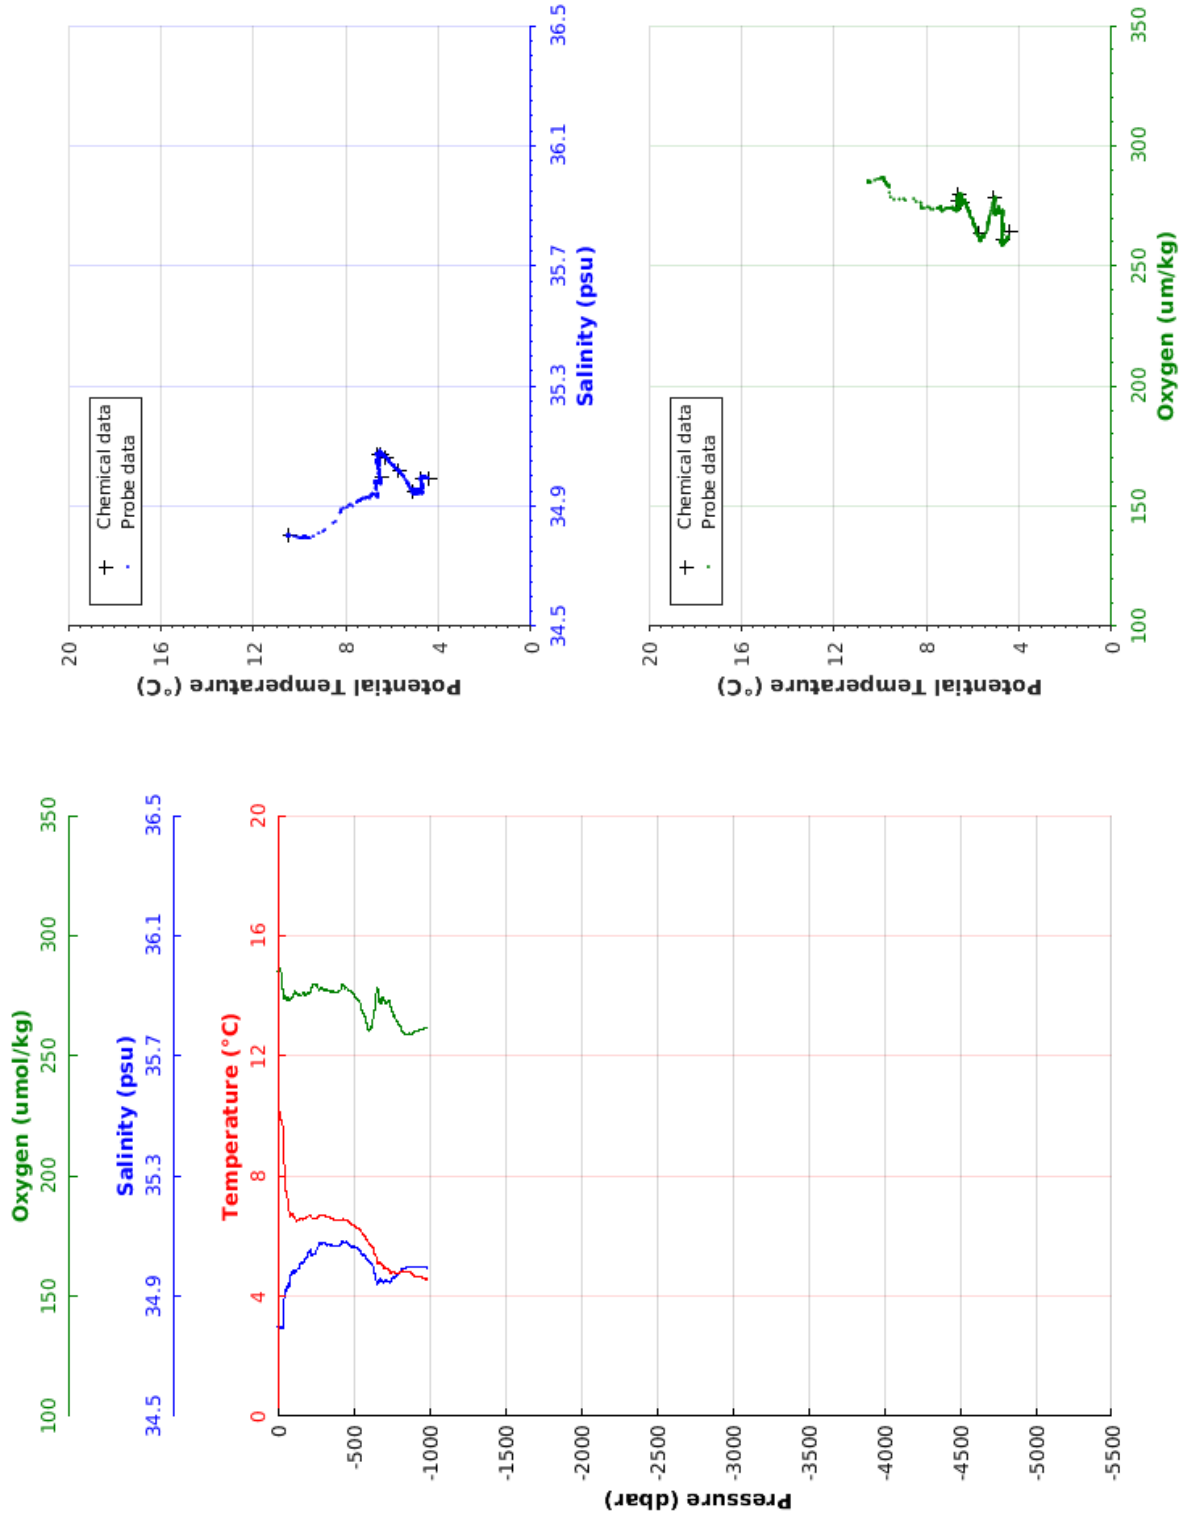 Oxygen (umol/kg)
100 150 200 250 300 350
Salinity (psu)
34.5 34.9 35.3 35.7 36.1 36.5
Temperature (°C)
0 4 8 12 16 20
0
-500
-1000
-1500
-2000
-2500
-3000
-3500
-4000
-4500
-5000
-5500
Pressure (dbar)
20
16
12
8
4
0
Potential Temperature (°C)
Chemical data
Probe data
34.5 34.9 35.3 35.7 36.1 36.5
Salinity (psu)
20
16
12
8
4
0
Potential Temperature (°C)
Chemical data
Probe data
100 150 200 250 300 350
Oxygen (um/kg)